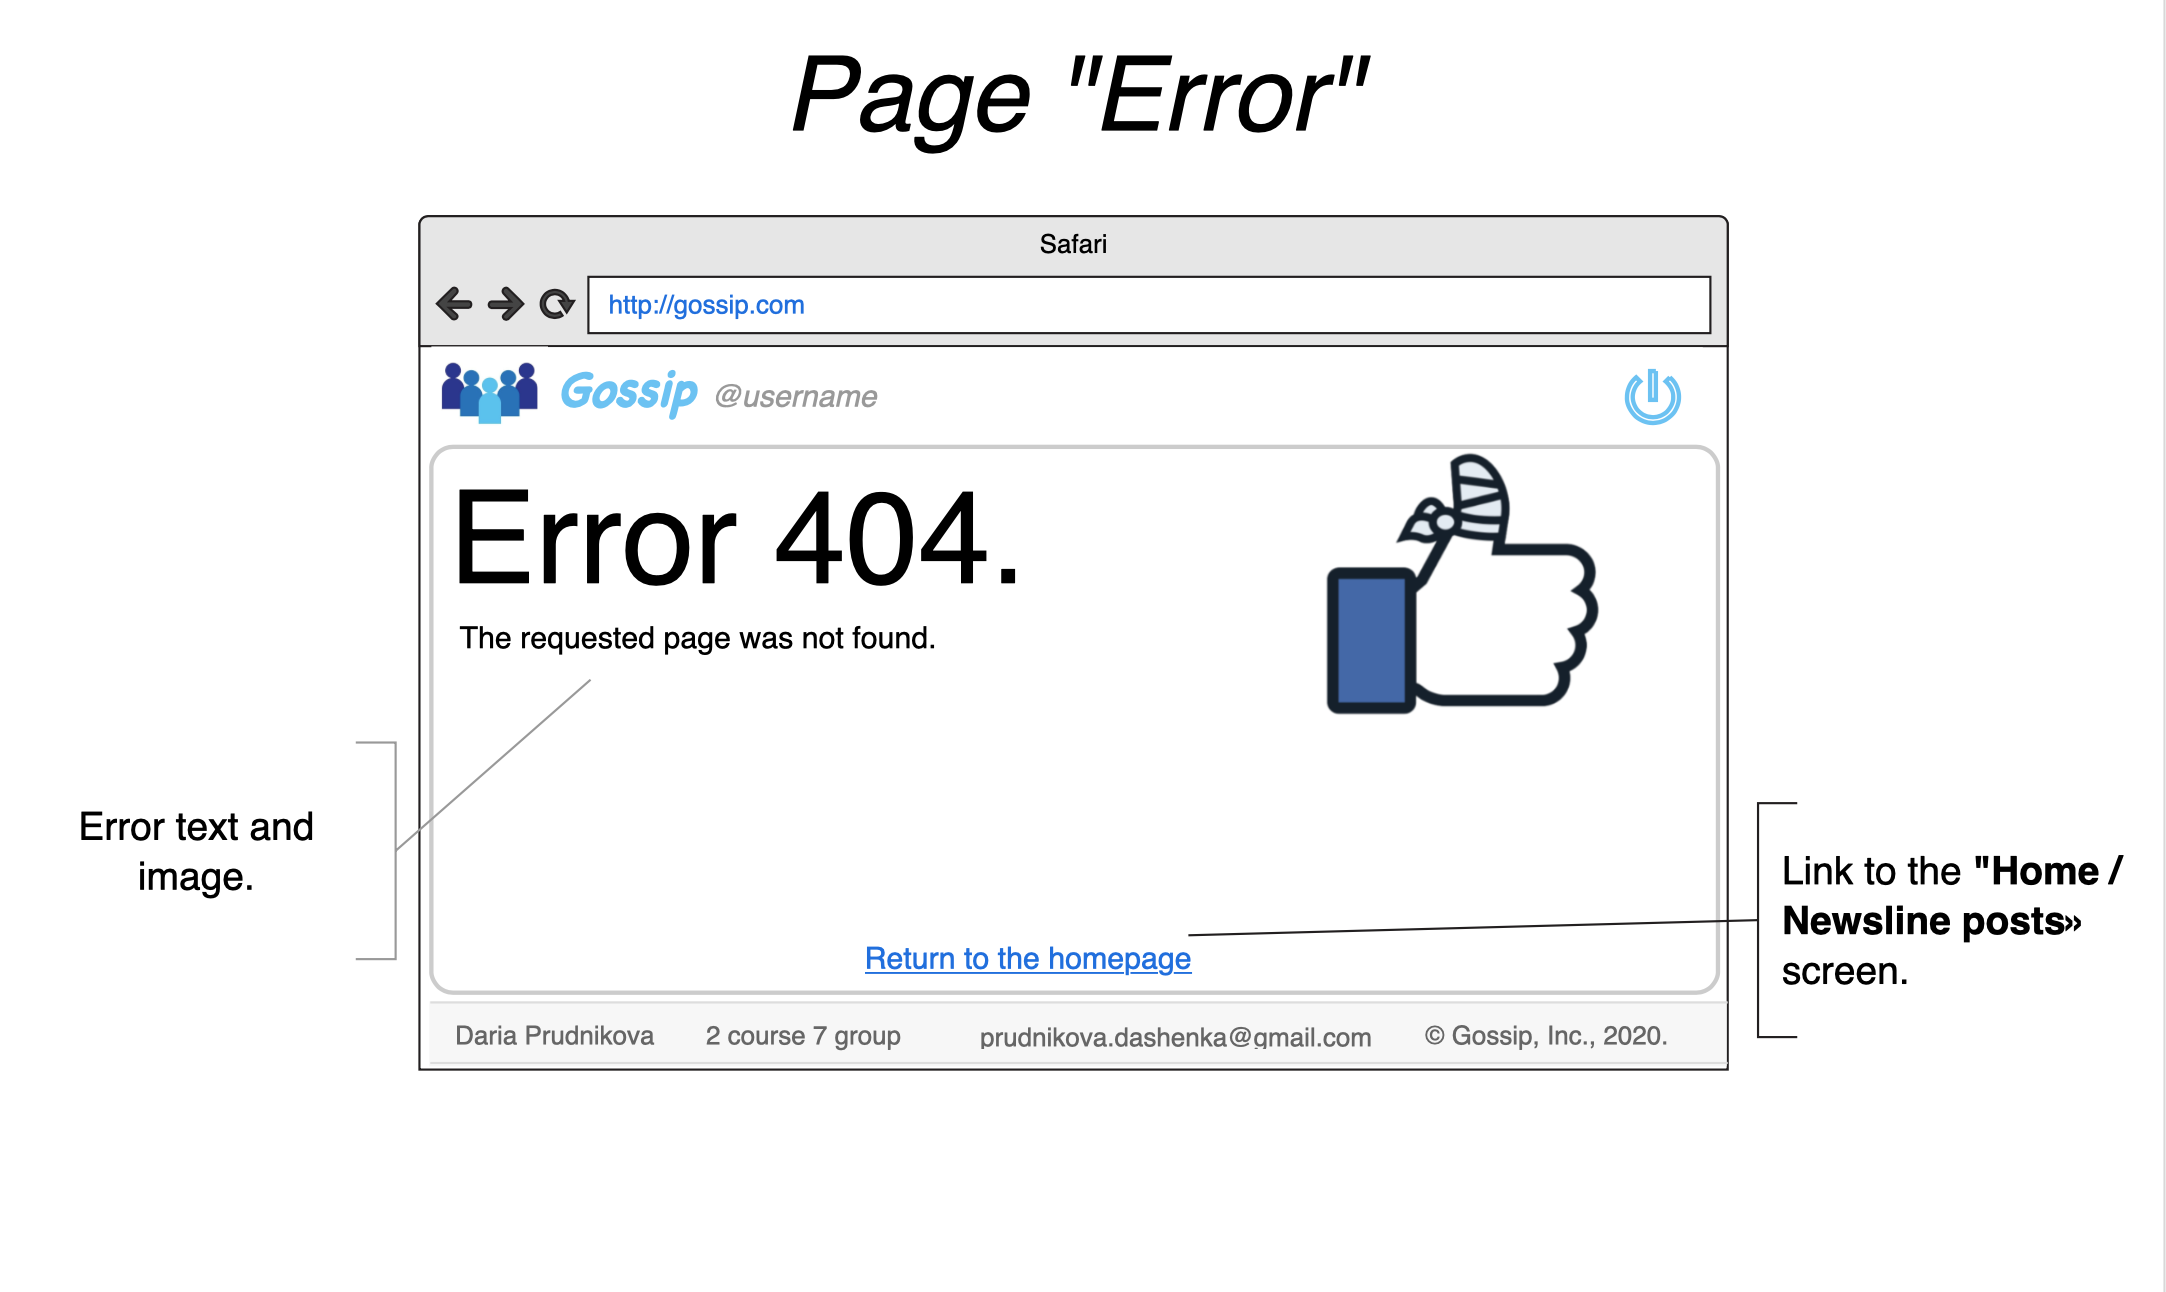 Page "Error"
Safari
http://gossip.com
Gossip @username
Error 404.
The requested page was not found.
Error text and
image.
Link to the "Home /
Newsline posts»
screen.
Return to the homepage
Daria Prudnikova 2 course 7 group prudnikova.dashenka@gmail.com © Gossip, Inc., 2020.